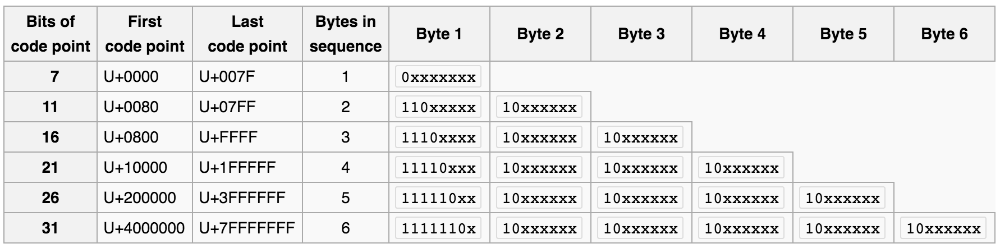 Bits of code point First code point Last code point Bytes in sequence Byte 1 Byte 2 Byte 3 Byte 4 Byte 5 Byte 6
7 U+0000 U+007F 1 0xxxxxxx
11 U+0080 U+07FF 2 110xxxxx 10xxxxxx
16 U+0800 U+FFFF 3 1110xxxx 10xxxxxx 10xxxxxx
21 U+10000 U+1FFFFF 4 11110xxx 10xxxxxx 10xxxxxx 10xxxxxx
26 U+200000 U+3FFFFFF 5 111110xx 10xxxxxx 10xxxxxx 10xxxxxx 10xxxxxx
31 U+4000000 U+7FFFFFFF 6 1111110x 10xxxxxx 10xxxxxx 10xxxxxx 10xxxxxx 10xxxxxx